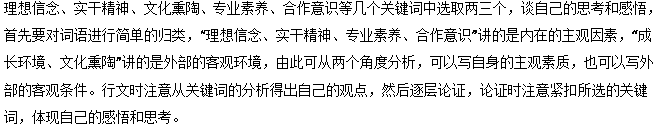 理想信念、实干精神、文化熏陶、专业素养、合作意识等几个关键词中选取两三个，谈自己的思考和感悟，
首先要对词语进行简单的归类，“理想信念、实干精神、专业素养、合作意识”讲的是内在的主观因素，“成
长环境、文化熏陶”讲的是外部的客观环境，由此可从两个角度分析，可以写自身的主观素质，也可以写外
部的客观条件。行文时注意从关键词的分析得出自己的观点，然后逐层论证，论证时注意紧扣所选的关键
词，体现自己的感悟和思考。